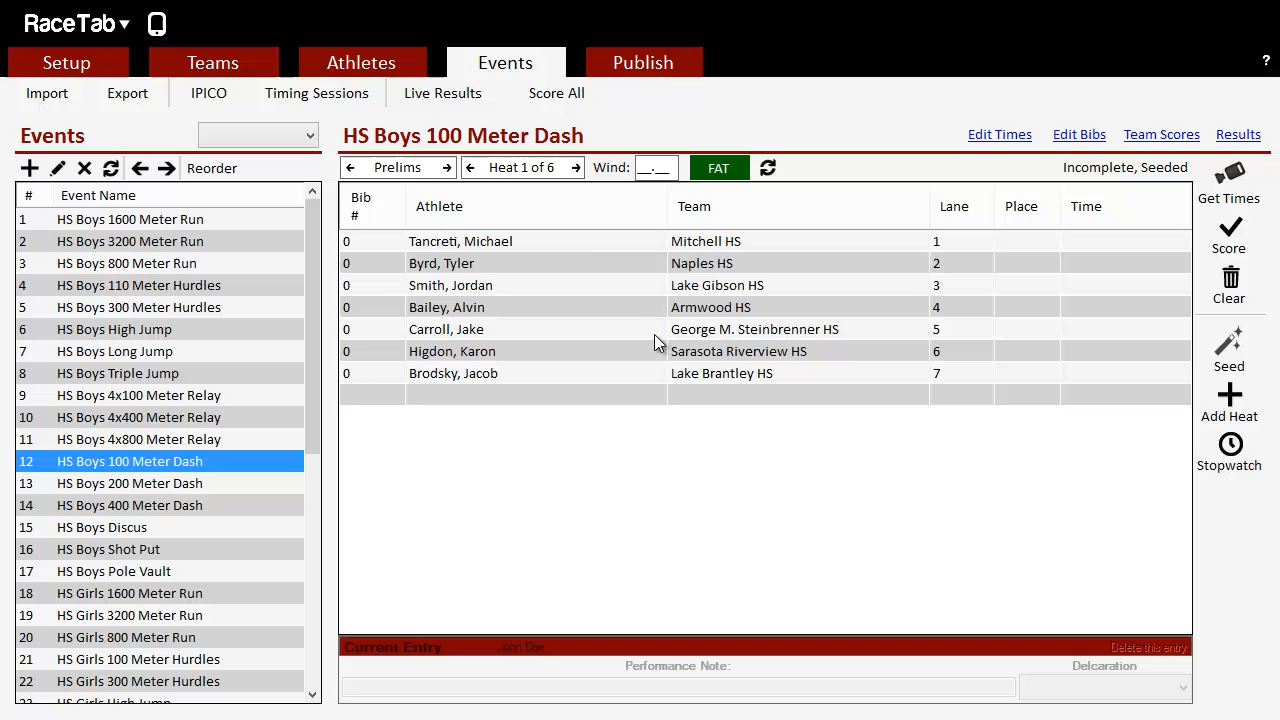 RaceTab
Setup Teams Athletes Events Publish ?
Import Export IPICO Timing Sessions Live Results Score All
Events HS Boys 100 Meter Dash Edit Times Edit Bibs Team Scores Results
Reorder Prelims Heat 1 of 6 Wind: __.__ FAT Incomplete, Seeded
# Event Name
1 HS Boys 1600 Meter Run
2 HS Boys 3200 Meter Run
3 HS Boys 800 Meter Run
4 HS Boys 110 Meter Hurdles
5 HS Boys 300 Meter Hurdles
6 HS Boys High Jump
7 HS Boys Long Jump
8 HS Boys Triple Jump
9 HS Boys 4x100 Meter Relay
10 HS Boys 4x400 Meter Relay
11 HS Boys 4x800 Meter Relay
12 HS Boys 100 Meter Dash
13 HS Boys 200 Meter Dash
14 HS Boys 400 Meter Dash
15 HS Boys Discus
16 HS Boys Shot Put
17 HS Boys Pole Vault
18 HS Girls 1600 Meter Run
19 HS Girls 3200 Meter Run
20 HS Girls 800 Meter Run
21 HS Girls 100 Meter Hurdles
22 HS Girls 300 Meter Hurdles
23 HS Girls High Jump
Bib # Athlete Team Lane Place Time
0 Tancreti, Michael Mitchell HS 1
0 Byrd, Tyler Naples HS 2
0 Smith, Jordan Lake Gibson HS 3
0 Bailey, Alvin Armwood HS 4
0 Carroll, Jake George M. Steinbrenner HS 5
0 Higdon, Karon Sarasota Riverview HS 6
0 Brodsky, Jacob Lake Brantley HS 7
Current Entry John Doe Delete this entry
Performance Note: Delcaration
Get Times
Score
Clear
Seed
Add Heat
Stopwatch